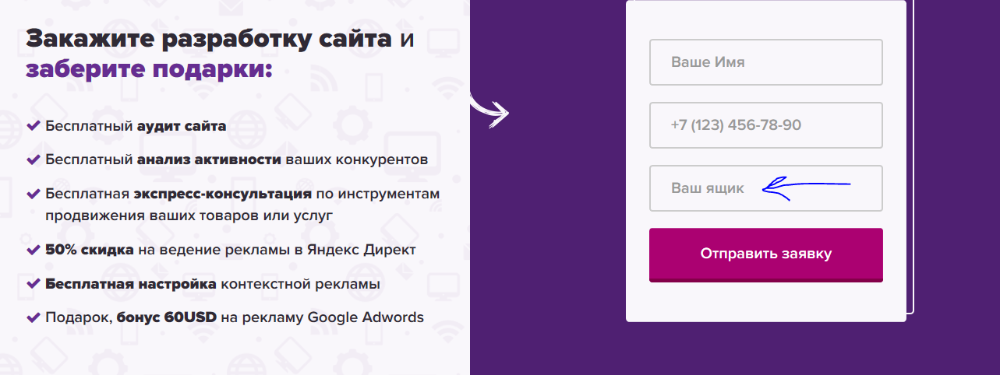 Закажите разработку сайта и
заберите подарки:
Бесплатный аудит сайта
Бесплатный анализ активности ваших конкурентов
Бесплатная экспресс-консультация по инструментам
продвижения ваших товаров или услуг
50% скидка на ведение рекламы в Яндекс Директ
Бесплатная настройка контекстной рекламы
Подарок, бонус 60USD на рекламу Google Adwords
Ваше Имя
+7 (123) 456-78-90
Ваш ящик
Отправить заявку